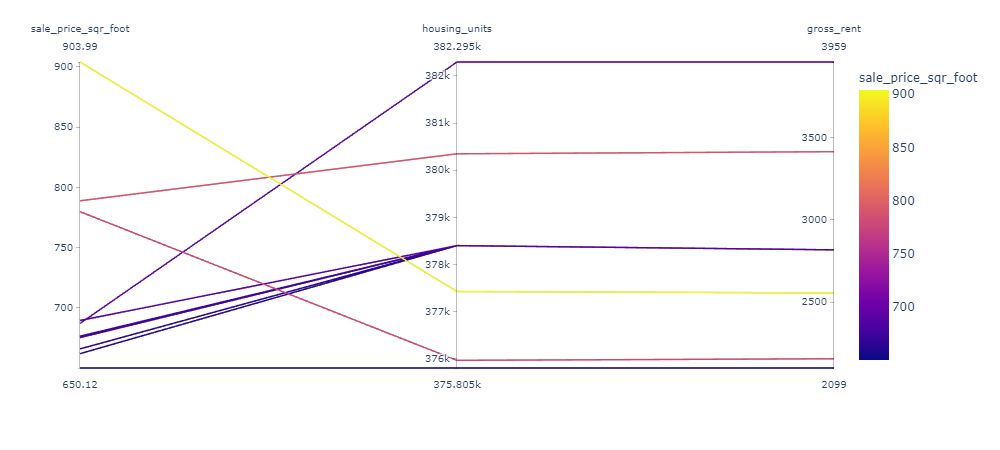 sale_price_sqr_foot
903.99
900
850
800
750
700
650.12
housing_units
382.295k
382k
381k
380k
379k
378k
377k
376k
375.805k
gross_rent
3959
3500
3000
2500
2099
sale_price_sqr_foot
900
850
800
750
700